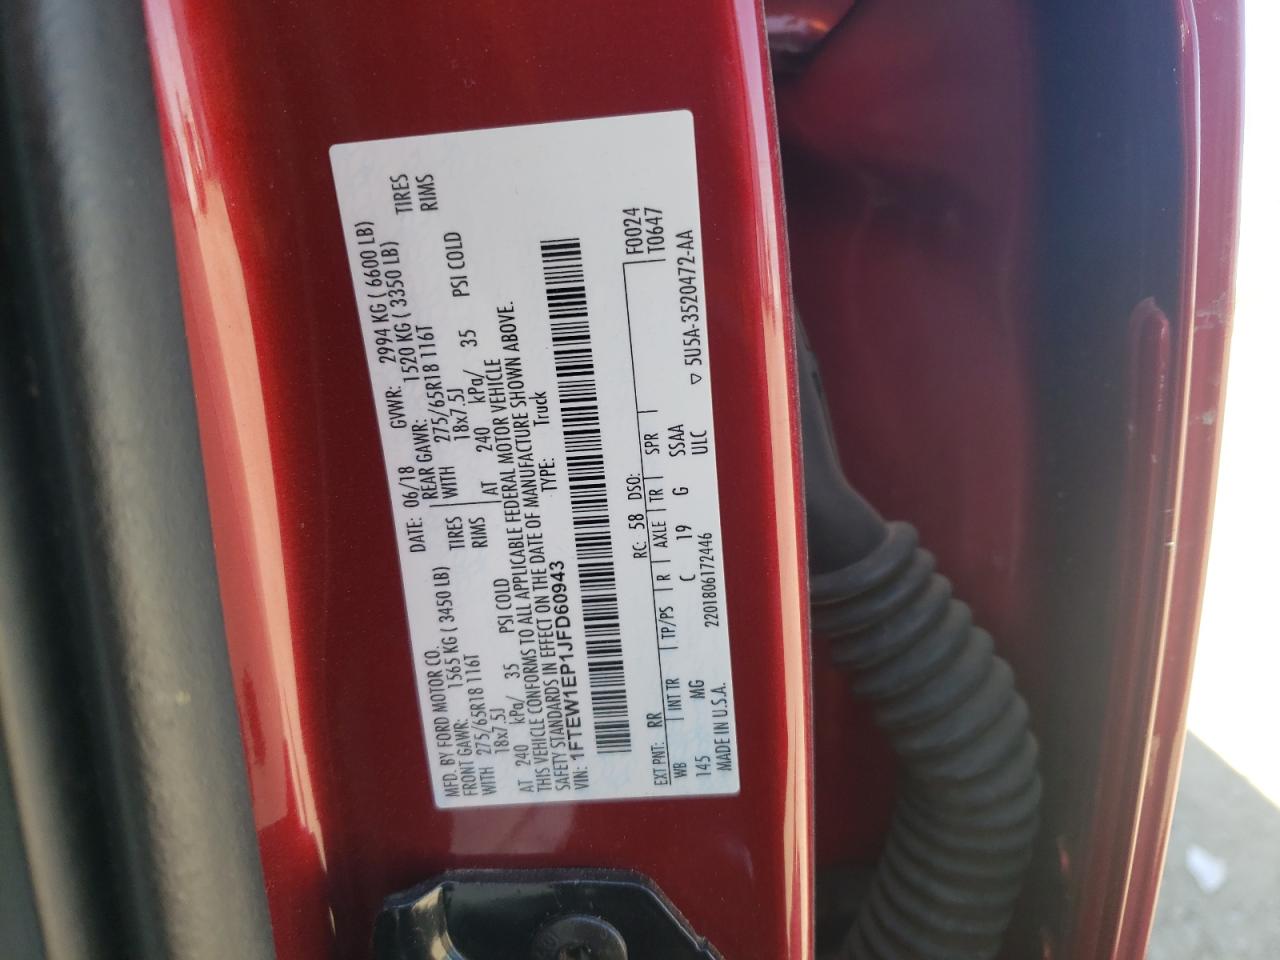 MFD. BY FORD MOTOR CO. DATE: 06/18 GVWR: 2994 KG ( 6600 LB)
FRONT GAWR: 1565 KG ( 3450 LB) REAR GAWR: 1520 KG ( 3350 LB)
WITH 275/65R18 116T TIRES WITH 275/65R18 116T TIRES
18x7.5J RIMS 18x7.5J RIMS
AT 240 kPa/ 35 PSI COLD AT 240 kPa/ 35 PSI COLD
THIS VEHICLE CONFORMS TO ALL APPLICABLE FEDERAL MOTOR VEHICLE
SAFETY STANDARDS IN EFFECT ON THE DATE OF MANUFACTURE SHOWN ABOVE.
VIN: 1FTEW1EP1JFD60943 TYPE: Truck
F0024
EXT PNT: RR RC: 58 DSO: T0647
WB INT TR TP/PS R AXLE TR SPR
145 MG C 19 G SSAA
MADE IN U.S.A. 2201806172446 ULC ▽ 5U5A-3520472-AA